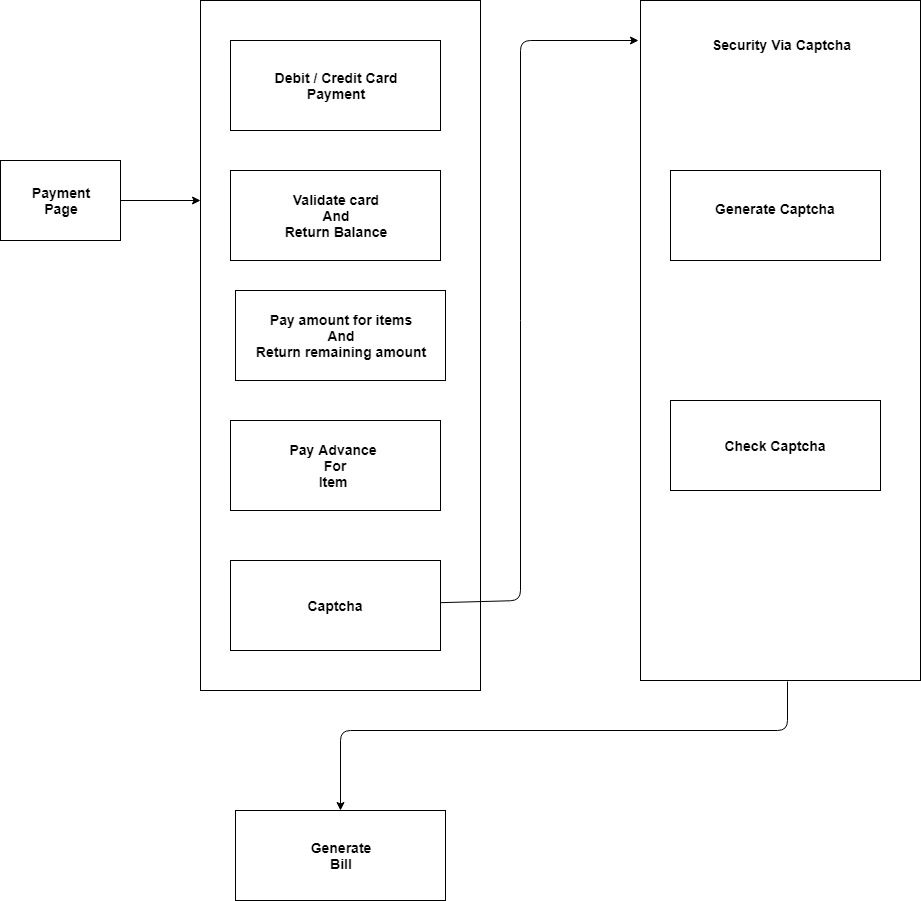 Payment
Page
Debit / Credit Card
Payment
Validate card
And
Return Balance
Pay amount for items
And
Return remaining amount
Pay Advance
For
Item
Captcha
Security Via Captcha
Generate Captcha
Check Captcha
Generate
Bill